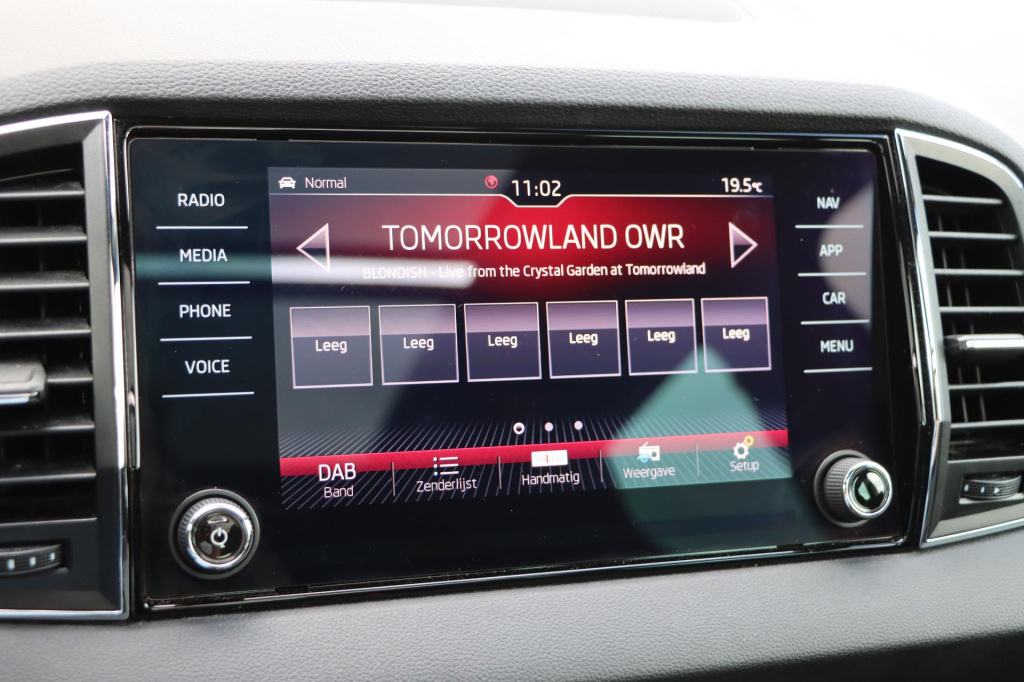 RADIO
MEDIA
PHONE
VOICE
Normal
11:02
19.5°C
TOMORROWLAND OWR
BLONDISH - Live from the Crystal Garden at Tomorrowland
Leeg
Leeg
Leeg
Leeg
Leeg
Leeg
DAB
Band
Zenderlijst
Handmatig
Weergave
Setup
NAV
APP
CAR
MENU